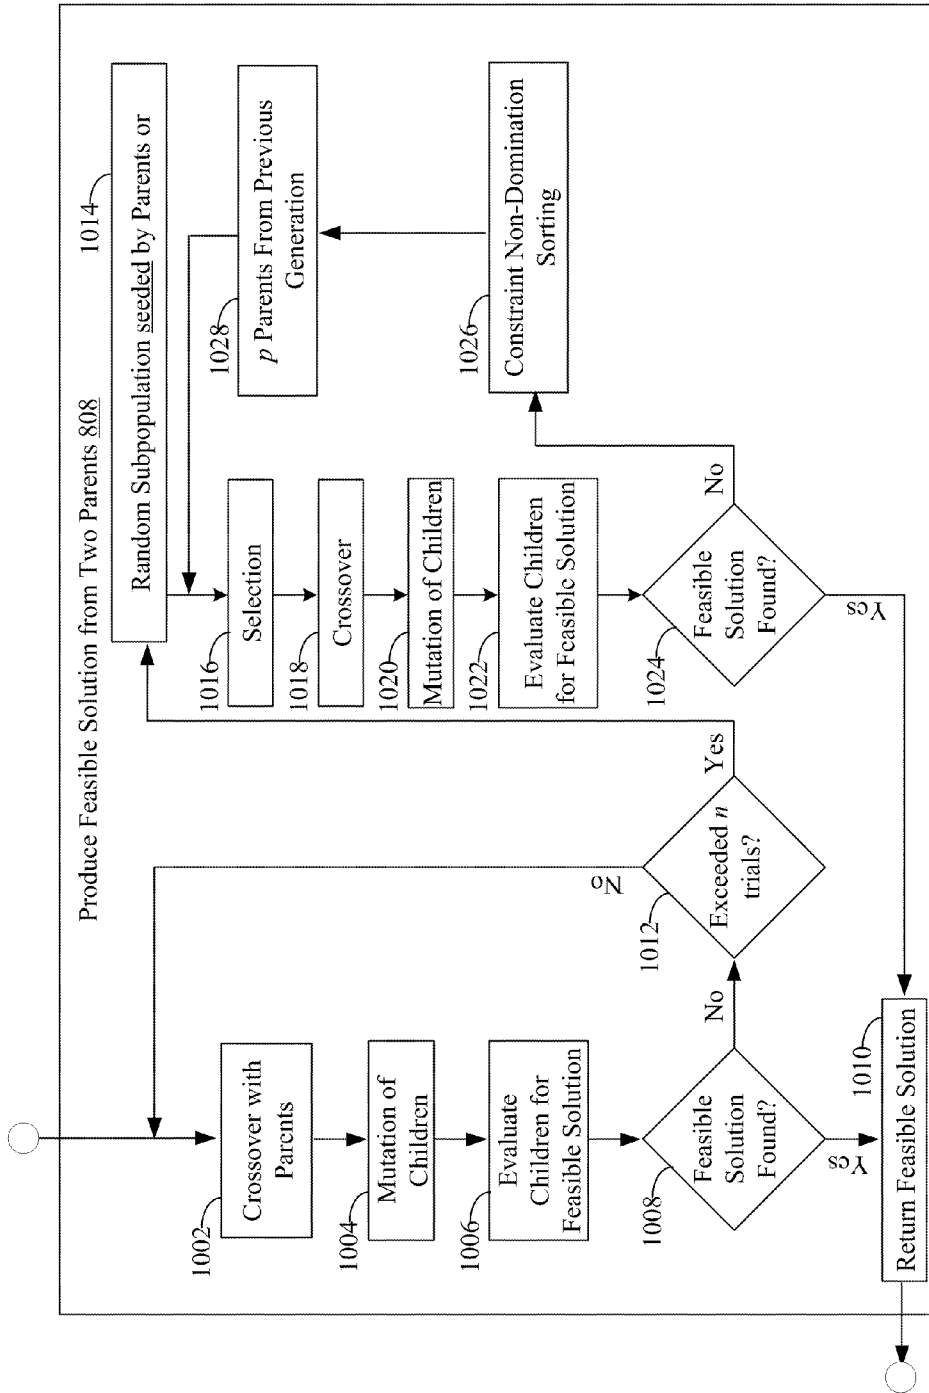 Produce Feasible Solution from Two Parents 808
1002
Crossover with
Parents
1004
Mutation of
Children
1006
Evaluate
Children for
Feasible Solution
1008
Feasible
Solution
Found?
No
Yes
1010
Return Feasible Solution
1012
Exceeded n
trials?
No
Yes
1014
Random Subpopulation seeded by Parents or
1016
Selection
1018
Crossover
1020
Mutation of Children
1022
Evaluate Children
for Feasible Solution
1024
Feasible
Solution
Found?
No
Yes
1026
Constraint Non-Domination
Sorting
1028
p Parents From Previous
Generation